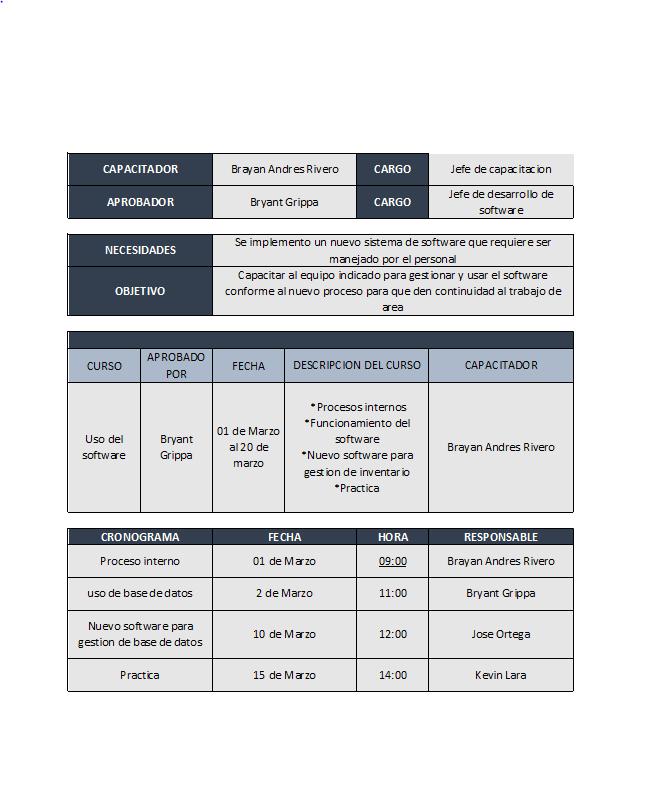 CAPACITADOR Brayan Andres Rivero CARGO Jefe de capacitacion
APROBADOR Bryant Grippa CARGO Jefe de desarrollo de
software
NECESIDADES Se implemento un nuevo sistema de software que requiere ser
manejado por el personal
OBJETIVO Capacitar al equipo indicado para gestionar y usar el software
conforme al nuevo proceso para que den continuidad al trabajo de
area
CURSO APROBADO
POR FECHA DESCRIPCION DEL CURSO CAPACITADOR
Uso del
software
Bryant
Grippa
01 de Marzo
al 20 de
marzo
*Procesos internos
*Funcionamiento del
software
*Nuevo software para
gestion de inventario
*Practica
Brayan Andres Rivero
CRONOGRAMA FECHA HORA RESPONSABLE
Proceso interno 01 de Marzo 09:00 Brayan Andres Rivero
uso de base de datos 2 de Marzo 11:00 Bryant Grippa
Nuevo software para
gestion de base de datos 10 de Marzo 12:00 Jose Ortega
Practica 15 de Marzo 14:00 Kevin Lara